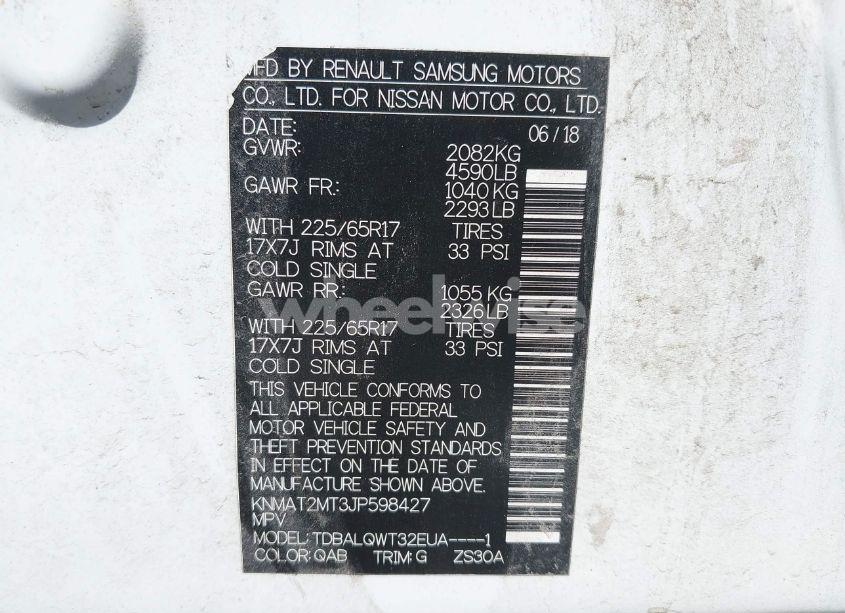 MFD BY RENAULT SAMSUNG MOTORS
CO., LTD. FOR NISSAN MOTOR CO., LTD.
DATE: 06/18
GVWR: 2082KG
4590LB
GAWR FR.: 1040KG
2293LB
WITH 225/65R17 TIRES
17X7J RIMS AT 33 PSI
COLD SINGLE
GAWR RR.: 1055KG
2326LB
WITH 225/65R17 TIRES
17X7J RIMS AT 33 PSI
COLD SINGLE
THIS VEHICLE CONFORMS TO
ALL APPLICABLE FEDERAL
MOTOR VEHICLE SAFETY AND
THEFT PREVENTION STANDARDS
IN EFFECT ON THE DATE OF
MANUFACTURE SHOWN ABOVE.
KNMAT2MT3JP598427
MPV
MODEL: TDBALQWT32EUA----1
COLOR: QAB TRIM: G ZS30A
wheelwise